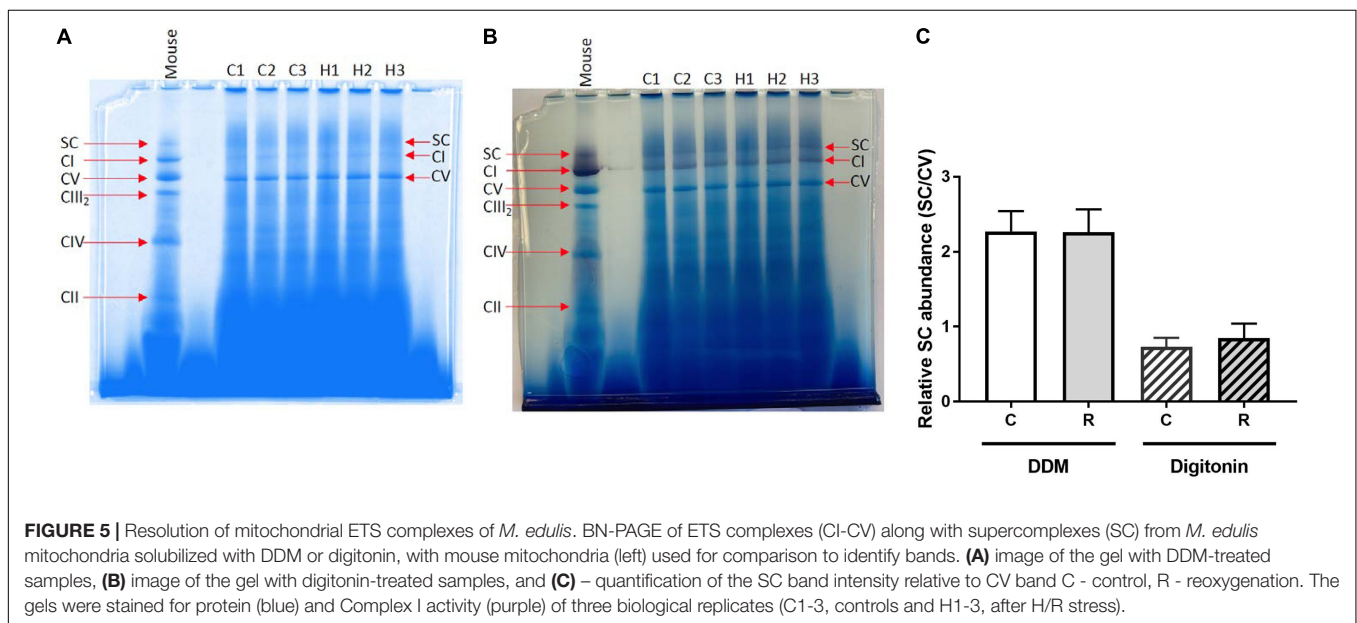 A
Mouse
C1 C2 C3 H1 H2 H3
SC
CI
CV
CIII2
CIV
CII
SC
CI
CV
B
Mouse
C1 C2 C3 H1 H2 H3
SC
CI
CV
CIII2
CIV
CII
SC
CI
CV
C
Relative SC abundance (SC/CV)
3
2
1
0
C R C R
DDM Digitonin
FIGURE 5 | Resolution of mitochondrial ETS complexes of M. edulis. BN-PAGE of ETS complexes (CI-CV) along with supercomplexes (SC) from M. edulis
mitochondria solubilized with DDM or digitonin, with mouse mitochondria (left) used for comparison to identify bands. (A) image of the gel with DDM-treated
samples, (B) image of the gel with digitonin-treated samples, and (C) – quantification of the SC band intensity relative to CV band C - control, R - reoxygenation. The
gels were stained for protein (blue) and Complex I activity (purple) of three biological replicates (C1-3, controls and H1-3, after H/R stress).